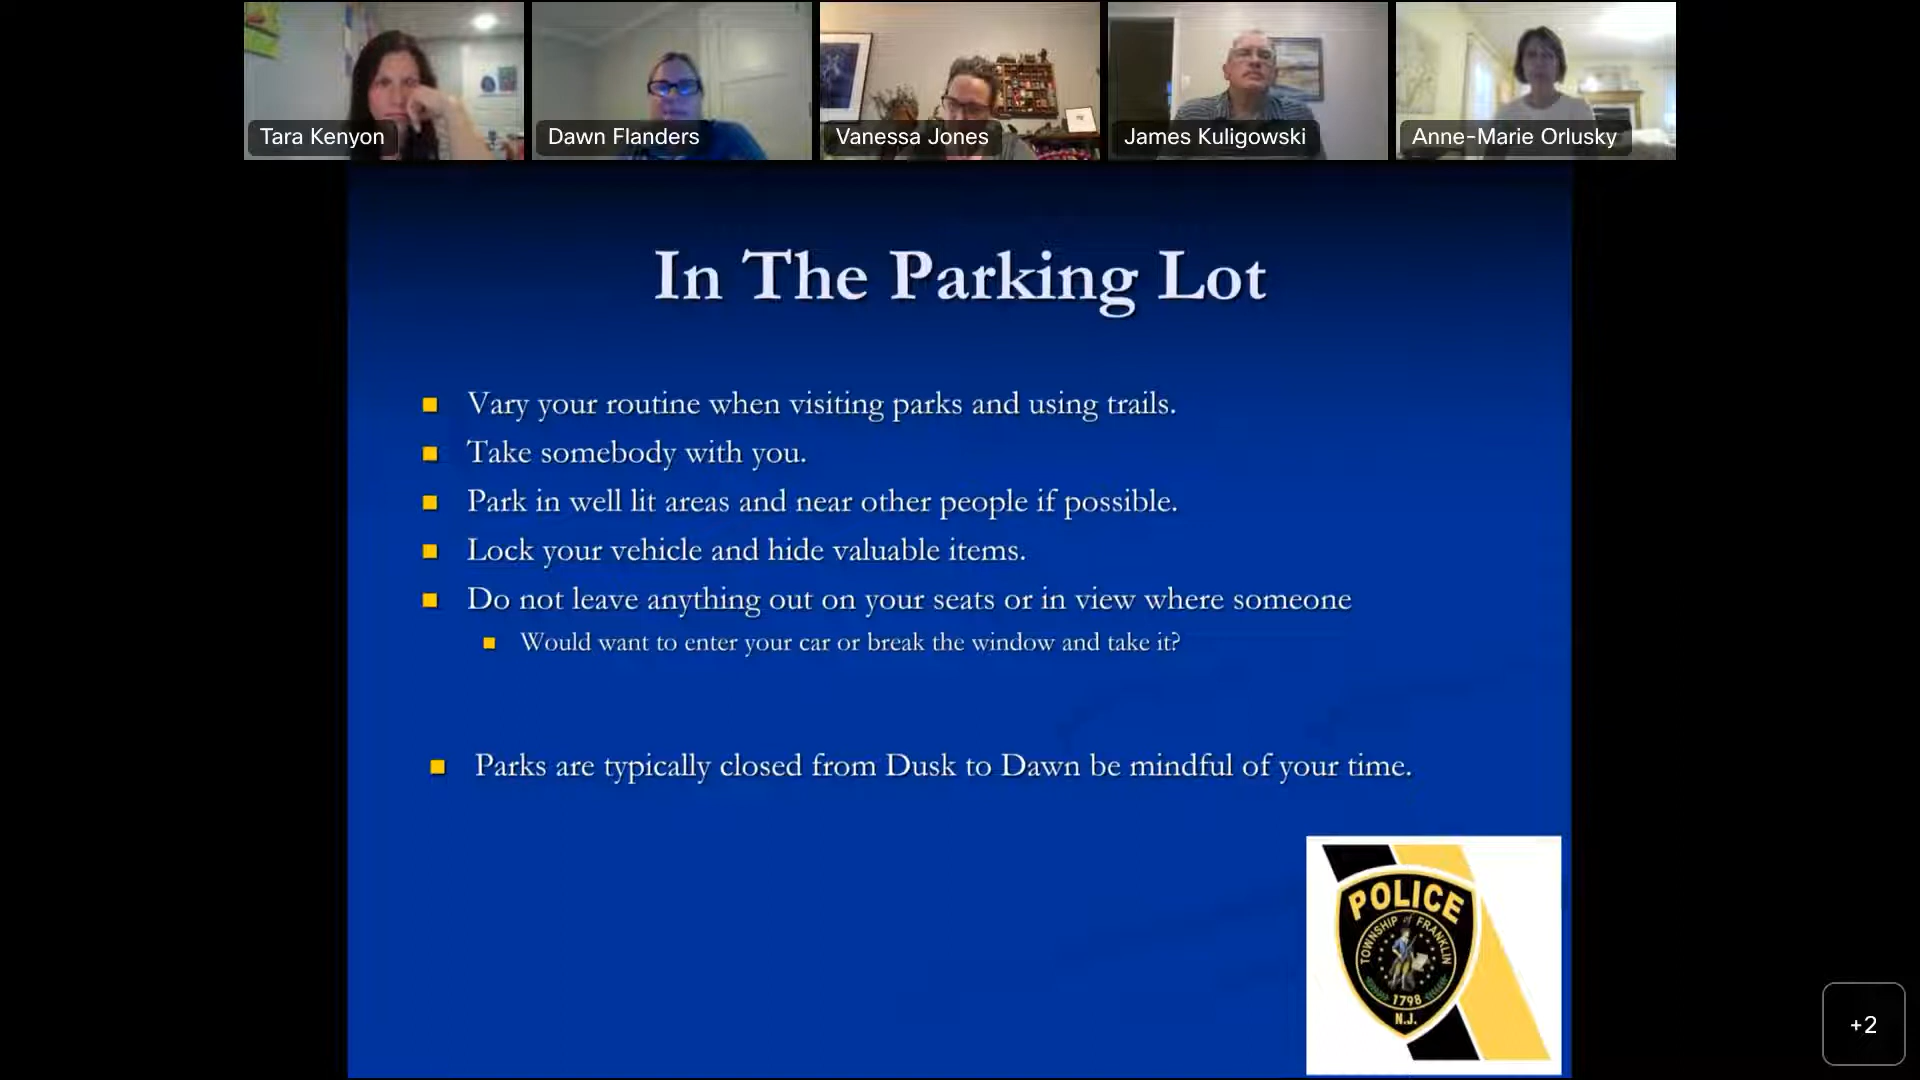 Tara Kenyon
Dawn Flanders
Vanessa Jones
James Kuligowski
Anne-Marie Orlusky
In The Parking Lot
Vary your routine when visiting parks and using trails.
Take somebody with you.
Park in well lit areas and near other people if possible.
Lock your vehicle and hide valuable items.
Do not leave anything out on your seats or in view where someone
Would want to enter your car or break the window and take it?
Parks are typically closed from Dusk to Dawn be mindful of your time.
POLICE
TOWNSHIP of FRANKLIN
1798
N.J.
+2